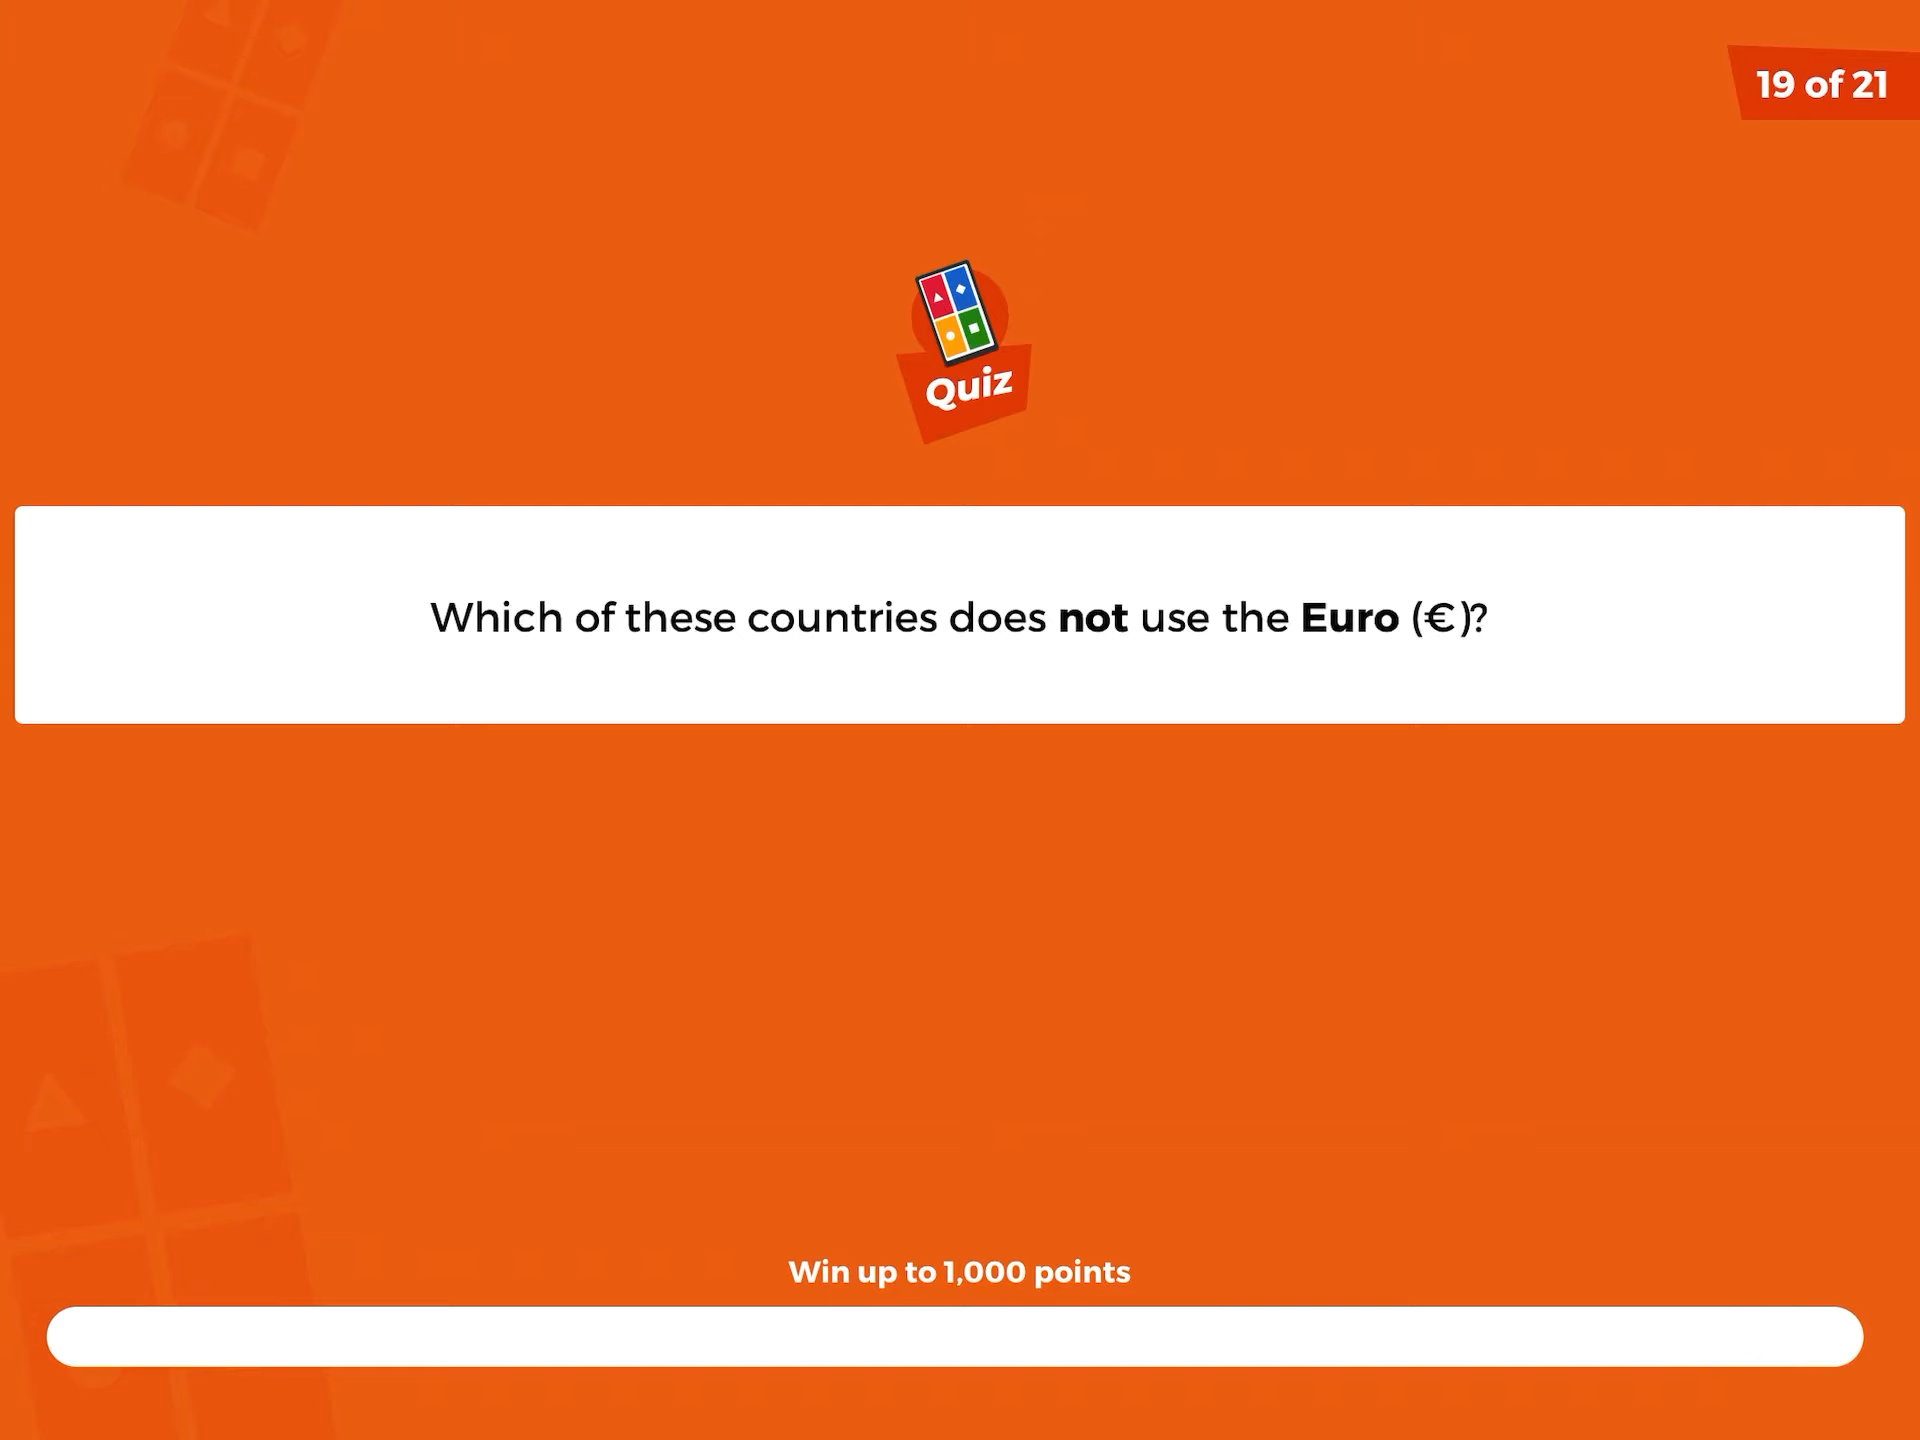 19 of 21
Quiz
Which of these countries does not use the Euro (€)?
Win up to 1,000 points